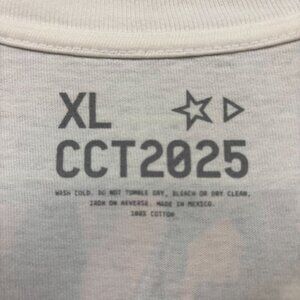 XL
CCT2025
WASH COLD. DO NOT TUMBLE DRY, BLEACH OR DRY CLEAN.
IRON ON REVERSE. MADE IN MEXICO.
100% COTTON